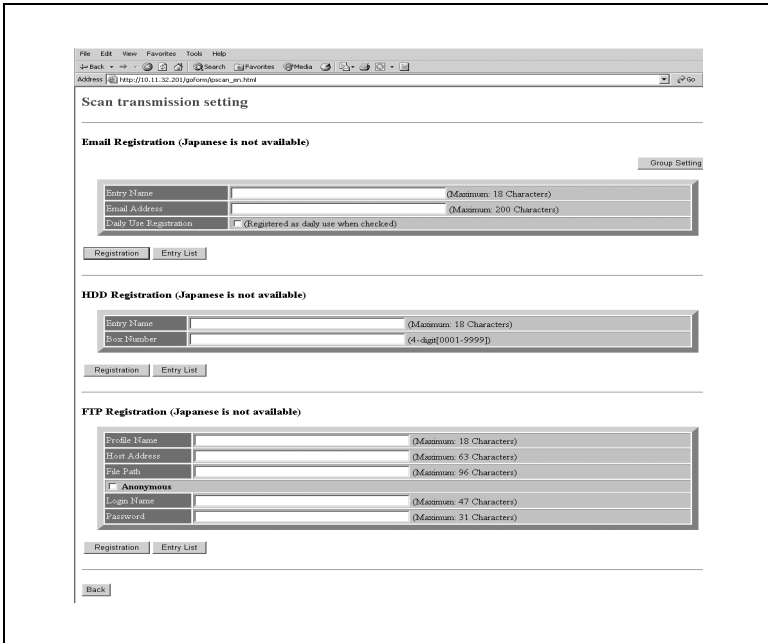 File Edit View Favorites Tools Help
Back Search Favorites Media
Address http://10.11.32.201/goform/ipscan_en.html Go
Scan transmission setting
Email Registration (Japanese is not available)
Group Setting
Entry Name (Maximum: 18 Characters)
Email Address (Maximum: 200 Characters)
Daily Use Registration (Registered as daily use when checked)
Registration Entry List
HDD Registration (Japanese is not available)
Entry Name (Maximum: 18 Characters)
Box Number (4-digit[0001-9999])
Registration Entry List
FTP Registration (Japanese is not available)
Profile Name (Maximum: 18 Characters)
Host Address (Maximum: 63 Characters)
File Path (Maximum: 96 Characters)
Anonymous
Login Name (Maximum: 47 Characters)
Password (Maximum: 31 Characters)
Registration Entry List
Back